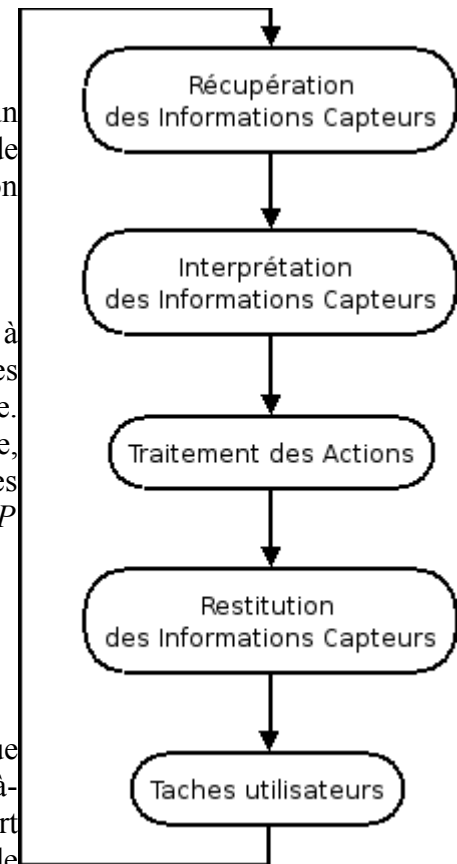 Récupération
des Informations Capteurs
Interprétation
des Informations Capteurs
Traitement des Actions
Restitution
des Informations Capteurs
Taches utilisateurs
à
e,
P